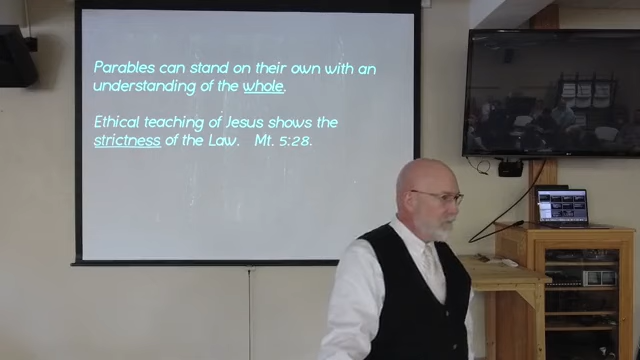 Parables can stand on their own with an
understanding of the whole.
Ethical teaching of Jesus shows the
strictness of the Law. Mt. 5:28.